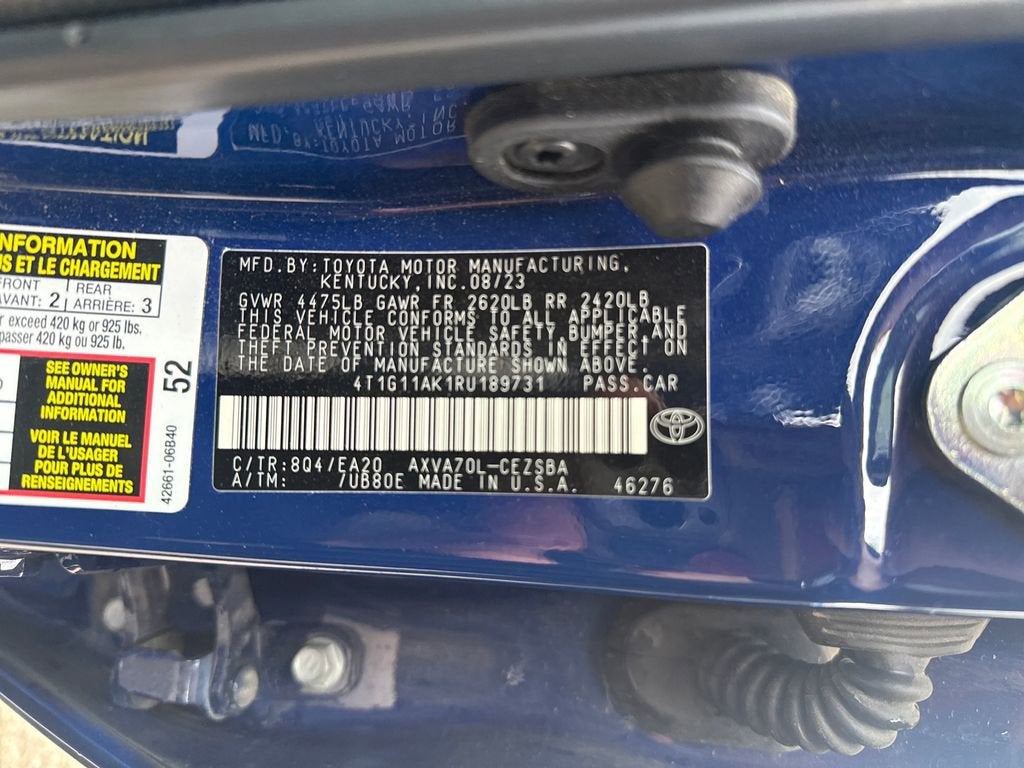 NFORMATION
US ET LE CHARGEMENT
FRONT
AVANT: 2
REAR
ARRIÈRE: 3
r exceed 420 kg or 925 lbs.
passer 420 kg ou 925 lb.
SEE OWNER'S
MANUAL FOR
ADDITIONAL
INFORMATION
VOIR LE MANUEL
DE L'USAGER
POUR PLUS DE
RENSEIGNEMENTS
52
42661-06B40
MFD.BY:TOYOTA MOTOR MANUFACTURING,
KENTUCKY, INC.08/23
GVWR 4475LB GAWR FR 2620LB RR 2420LB
THIS VEHICLE CONFORMS TO ALL APPLICABLE
FEDERAL MOTOR VEHICLE SAFETY,BUMPER,AND
THEFT PREVENTION STANDARDS IN EFFECT ON
THE DATE OF MANUFACTURE SHOWN ABOVE.
4T1G11AK1RU189731 PASS.CAR
C/TR:8Q4/EA20 AXVA70L-CEZSBA
A/TM: /UB80E MADE IN U.S.A. 46276